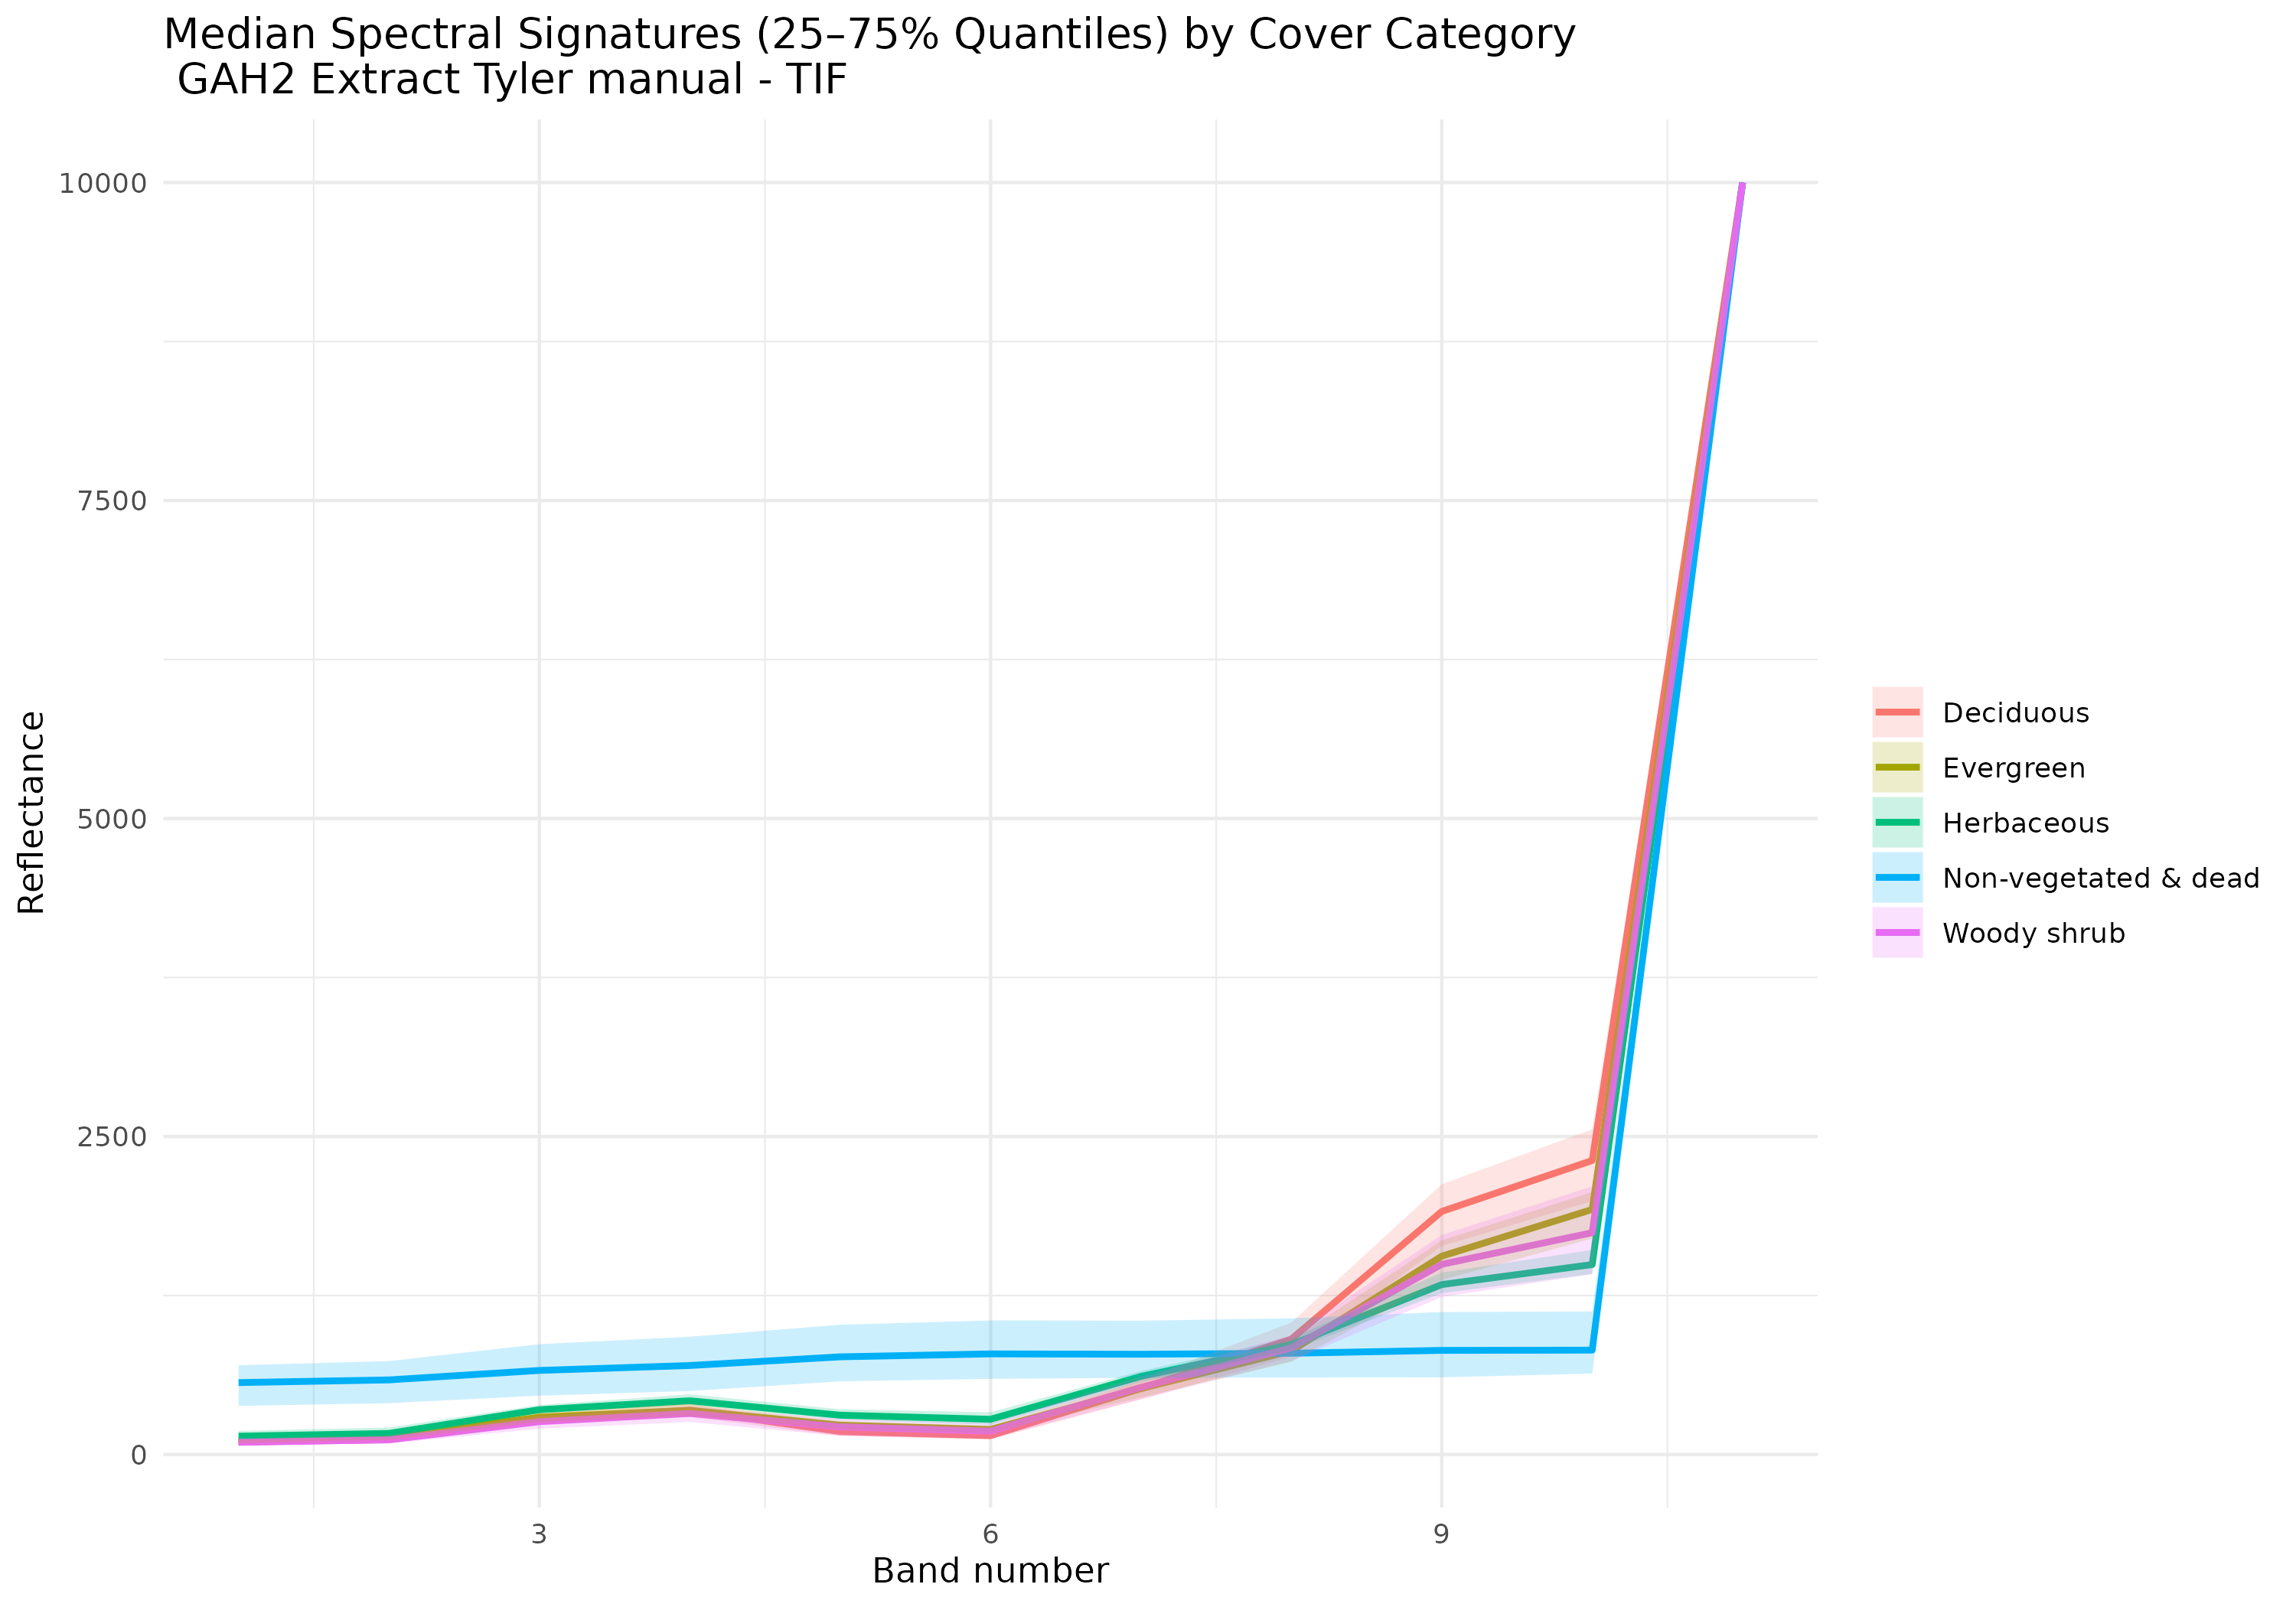 Median Spectral Signatures (25–75% Quantiles) by Cover Category
GAH2 Extract Tyler manual - TIF
10000
7500
5000
2500
0
Reflectance
3
6
9
Band number
Deciduous
Evergreen
Herbaceous
Non-vegetated & dead
Woody shrub